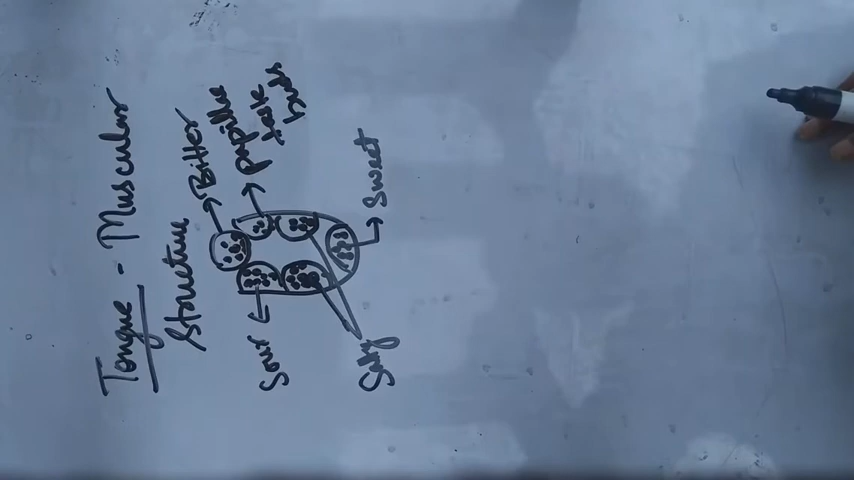 Tongue - Muscular
Structure
Bitter
papillae
taste
buds
Sour
Sweet
Salty